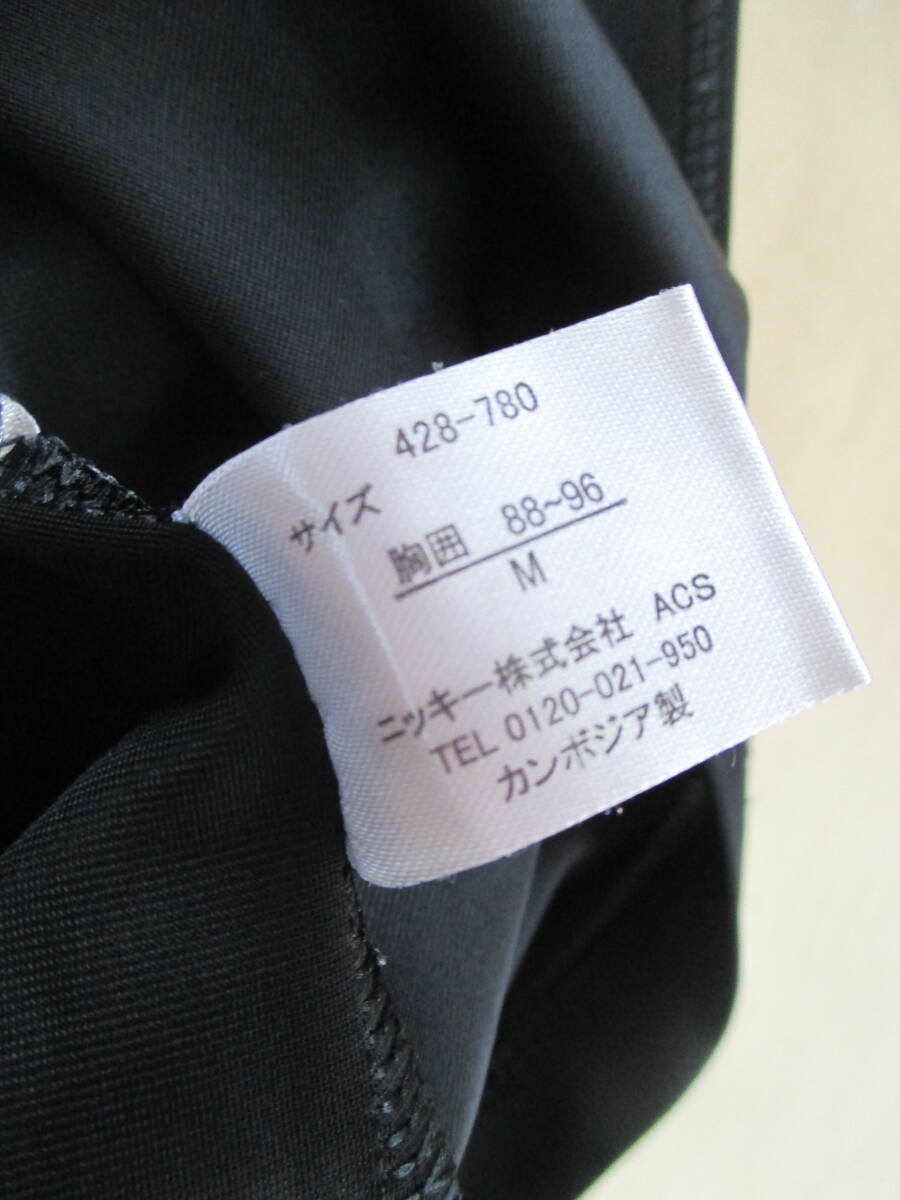 428-780
サイズ
胸囲 88~96
M
ニッキー株式会社 ACS
TEL 0120-021-950
カンボジア製